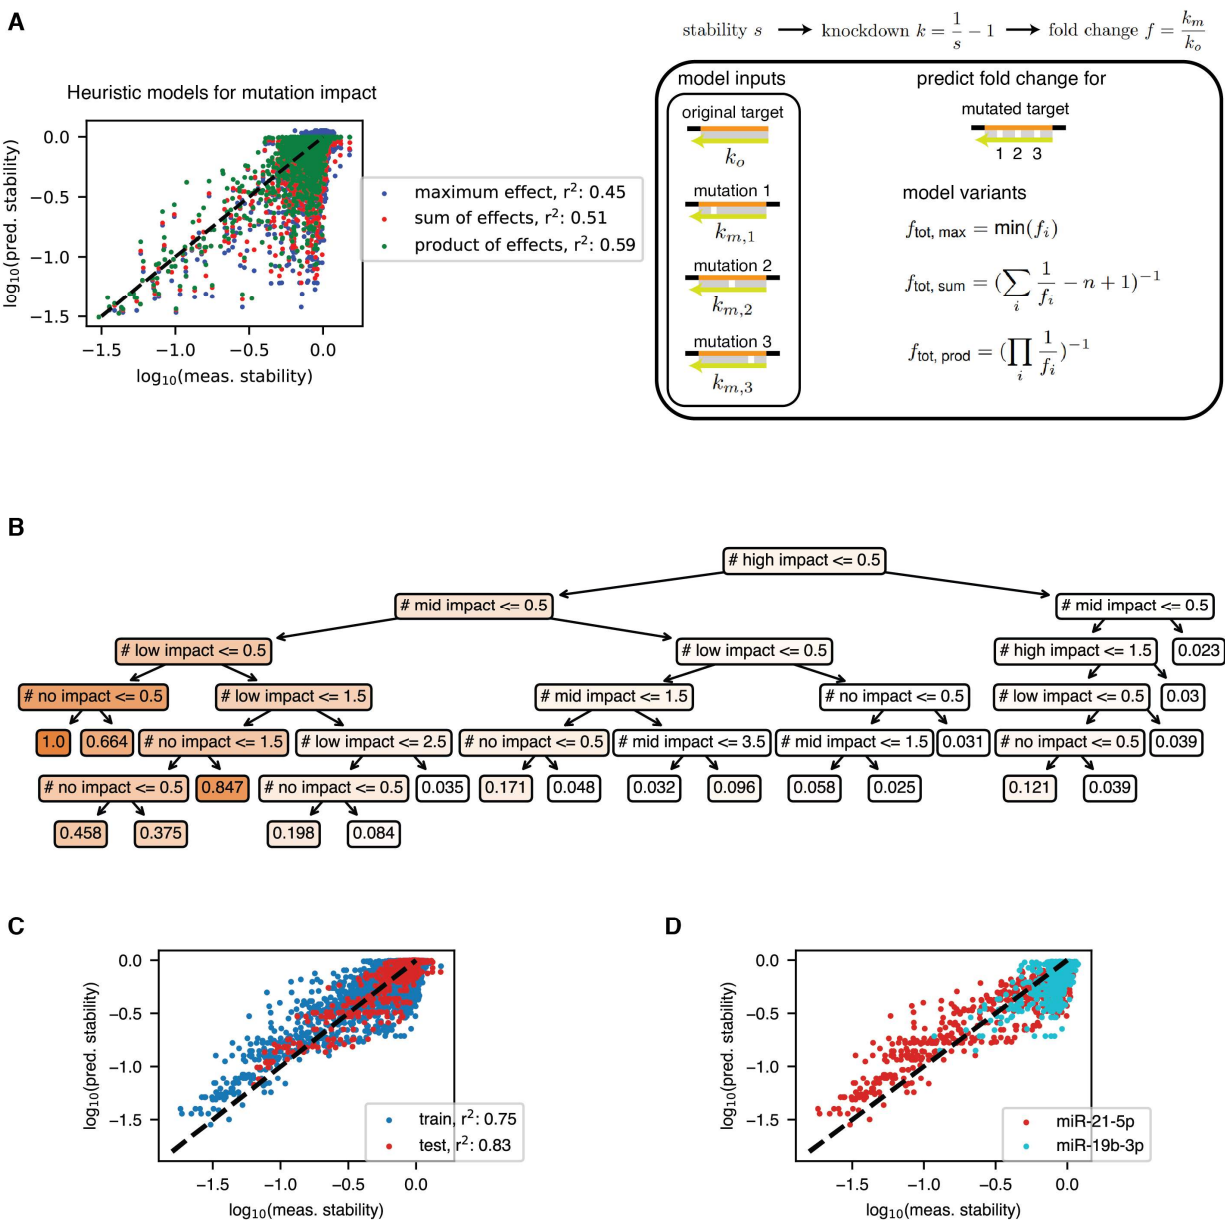 A
stability s → knockdown k = 1/s − 1 → fold change f = k_m/k_o
Heuristic models for mutation impact
log10(pred. stability)
0.0
−0.5
−1.0
−1.5
−1.5 −1.0 −0.5 0.0
log10(meas. stability)
maximum effect, r²: 0.45
sum of effects, r²: 0.51
product of effects, r²: 0.59
model inputs
original target
k_o
mutation 1
k_m,1
mutation 2
k_m,2
mutation 3
k_m,3
predict fold change for
mutated target
1 2 3
model variants
f_tot, max = min(f_i)
f_tot, sum = (∑_i 1/f_i − n + 1)^−1
f_tot, prod = (∏_i 1/f_i)^−1
B
# high impact <= 0.5
# mid impact <= 0.5 # mid impact <= 0.5
# low impact <= 0.5 # low impact <= 0.5 # high impact <= 1.5 0.023
# no impact <= 0.5 # low impact <= 1.5 # mid impact <= 1.5 # no impact <= 0.5 # low impact <= 0.5 0.03
1.0 0.664 # no impact <= 1.5 # low impact <= 2.5 # no impact <= 0.5 # mid impact <= 3.5 # mid impact <= 1.5 0.031 # no impact <= 0.5 0.039
# no impact <= 0.5 0.847 # no impact <= 0.5 0.035 0.171 0.048 0.032 0.096 0.058 0.025 0.121 0.039
0.458 0.375 0.198 0.084
C
log10(pred. stability)
0.0
−0.5
−1.0
−1.5
train, r²: 0.75
test, r²: 0.83
−1.5 −1.0 −0.5 0.0
log10(meas. stability)
D
log10(pred. stability)
0.0
−0.5
−1.0
−1.5
miR-21-5p
miR-19b-3p
−1.5 −1.0 −0.5 0.0
log10(meas. stability)